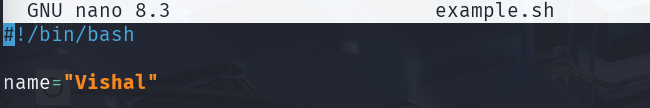 GNU nano 8.3 example.sh
#!/bin/bash
name="Vishal"